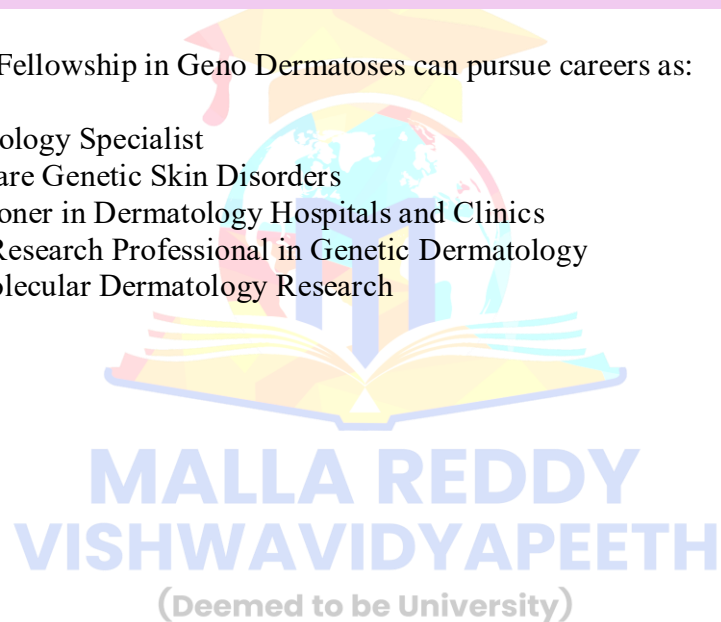 Fellowship in Geno Dermatoses can pursue careers as:
ology Specialist
are Genetic Skin Disorders
oner in Dermatology Hospitals and Clinics
Research Professional in Genetic Dermatology
olecular Dermatology Research
MALLA REDDY
VISHWAVIDYAPEETH
(Deemed to be University)